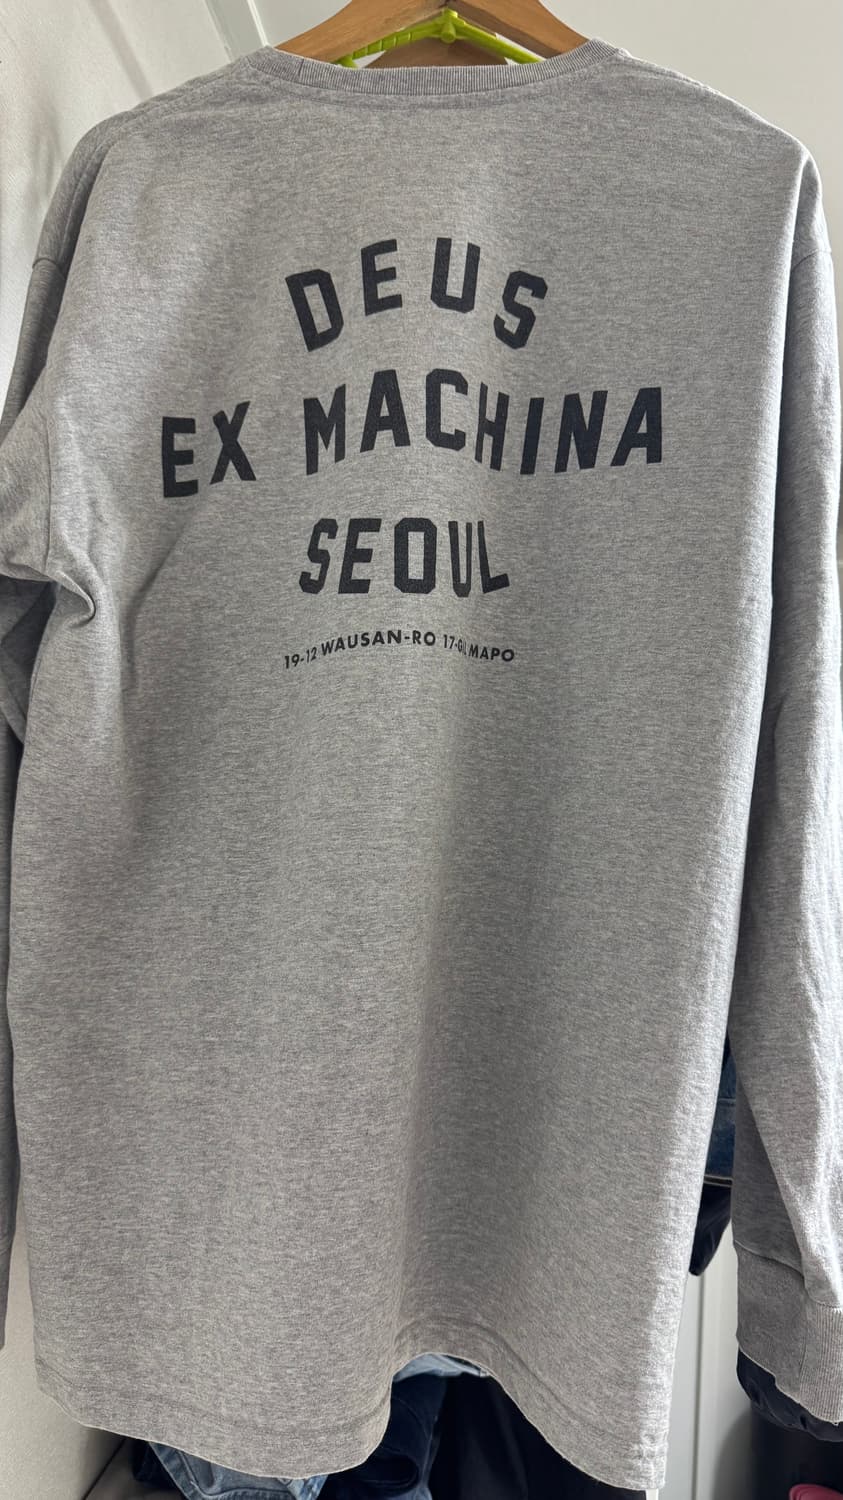 DEUS
EX MACHINA
SEOUL
19-12 WAUSAN-RO 17-GIL MAPO